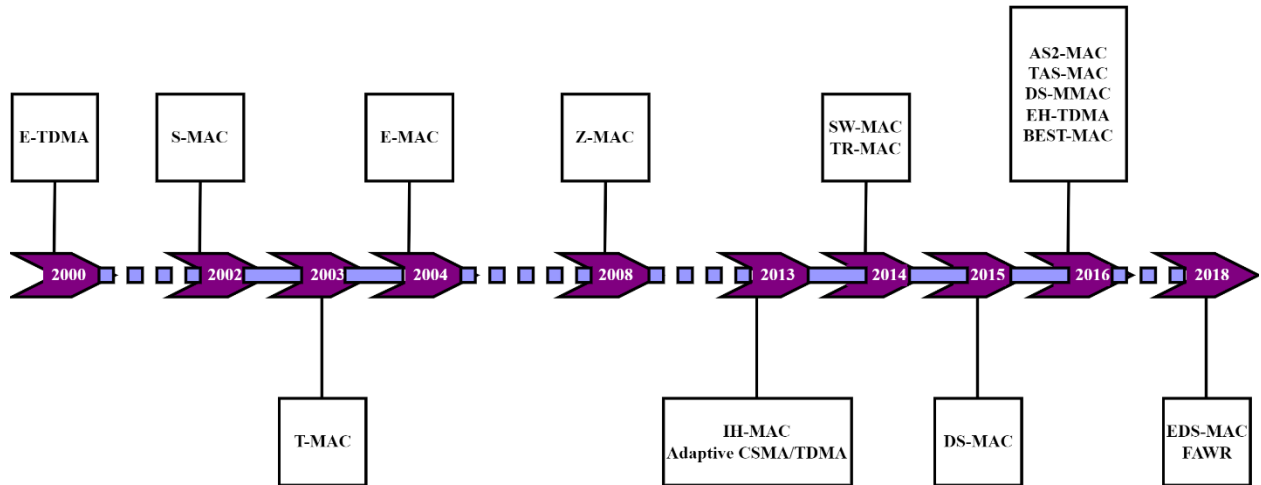 AS2-MAC
TAS-MAC
DS-MMAC
EH-TDMA
BEST-MAC
E-TDMA
S-MAC
E-MAC
Z-MAC
SW-MAC
TR-MAC
2000
2002
2003
2004
2008
2013
2014
2015
2016
2018
T-MAC
IH-MAC
Adaptive CSMA/TDMA
DS-MAC
EDS-MAC
FAWR